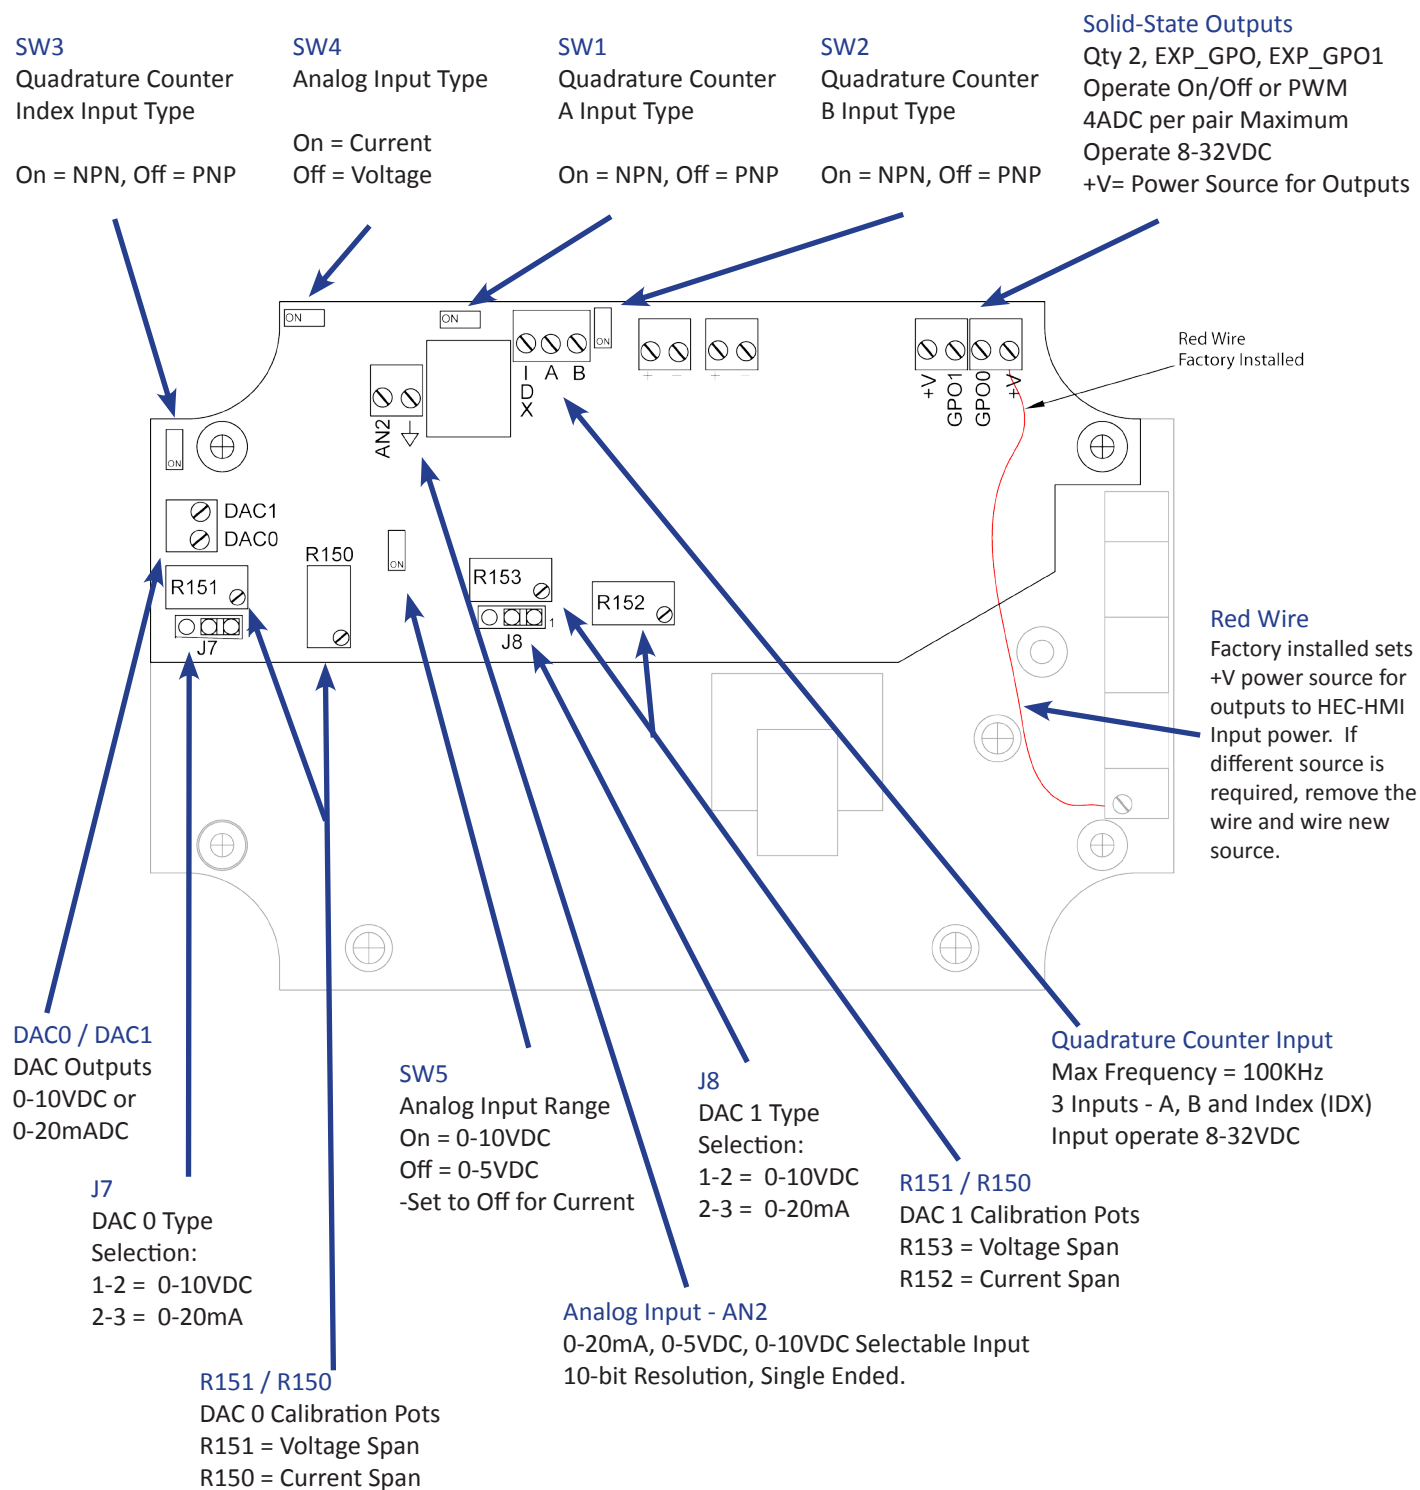 SW3
Quadrature Counter
Index Input Type
On = NPN, Off = PNP
SW4
Analog Input Type
On = Current
Off = Voltage
SW1
Quadrature Counter
A Input Type
On = NPN, Off = PNP
SW2
Quadrature Counter
B Input Type
On = NPN, Off = PNP
Solid-State Outputs
Qty 2, EXP_GPO, EXP_GPO1
Operate On/Off or PWM
4ADC per pair Maximum
Operate 8-32VDC
+V= Power Source for Outputs
ON
ON
ON
I
D
X
A
B
+ -
+ -
+V
GPO1
GPO0
+V
Red Wire
Factory Installed
AN2
ON
DAC1
DAC0
R151
J7
R150
ON
R153
1
J8
R152
Red Wire
Factory installed sets
+V power source for
outputs to HEC-HMI
Input power.  If
different source is
required, remove the
wire and wire new
source.
DAC0 / DAC1
DAC Outputs
0-10VDC or
0-20mADC
J7
DAC 0 Type
Selection:
1-2 =  0-10VDC
2-3 =  0-20mA
R151 / R150
DAC 0 Calibration Pots
R151 = Voltage Span
R150 = Current Span
SW5
Analog Input Range
On = 0-10VDC
Off = 0-5VDC
-Set to Off for Current
Analog Input - AN2
0-20mA, 0-5VDC, 0-10VDC Selectable Input
10-bit Resolution, Single Ended.
J8
DAC 1 Type
Selection:
1-2 =  0-10VDC
2-3 =  0-20mA
R151 / R150
DAC 1 Calibration Pots
R153 = Voltage Span
R152 = Current Span
Quadrature Counter Input
Max Frequency = 100KHz
3 Inputs - A, B and Index (IDX)
Input operate 8-32VDC